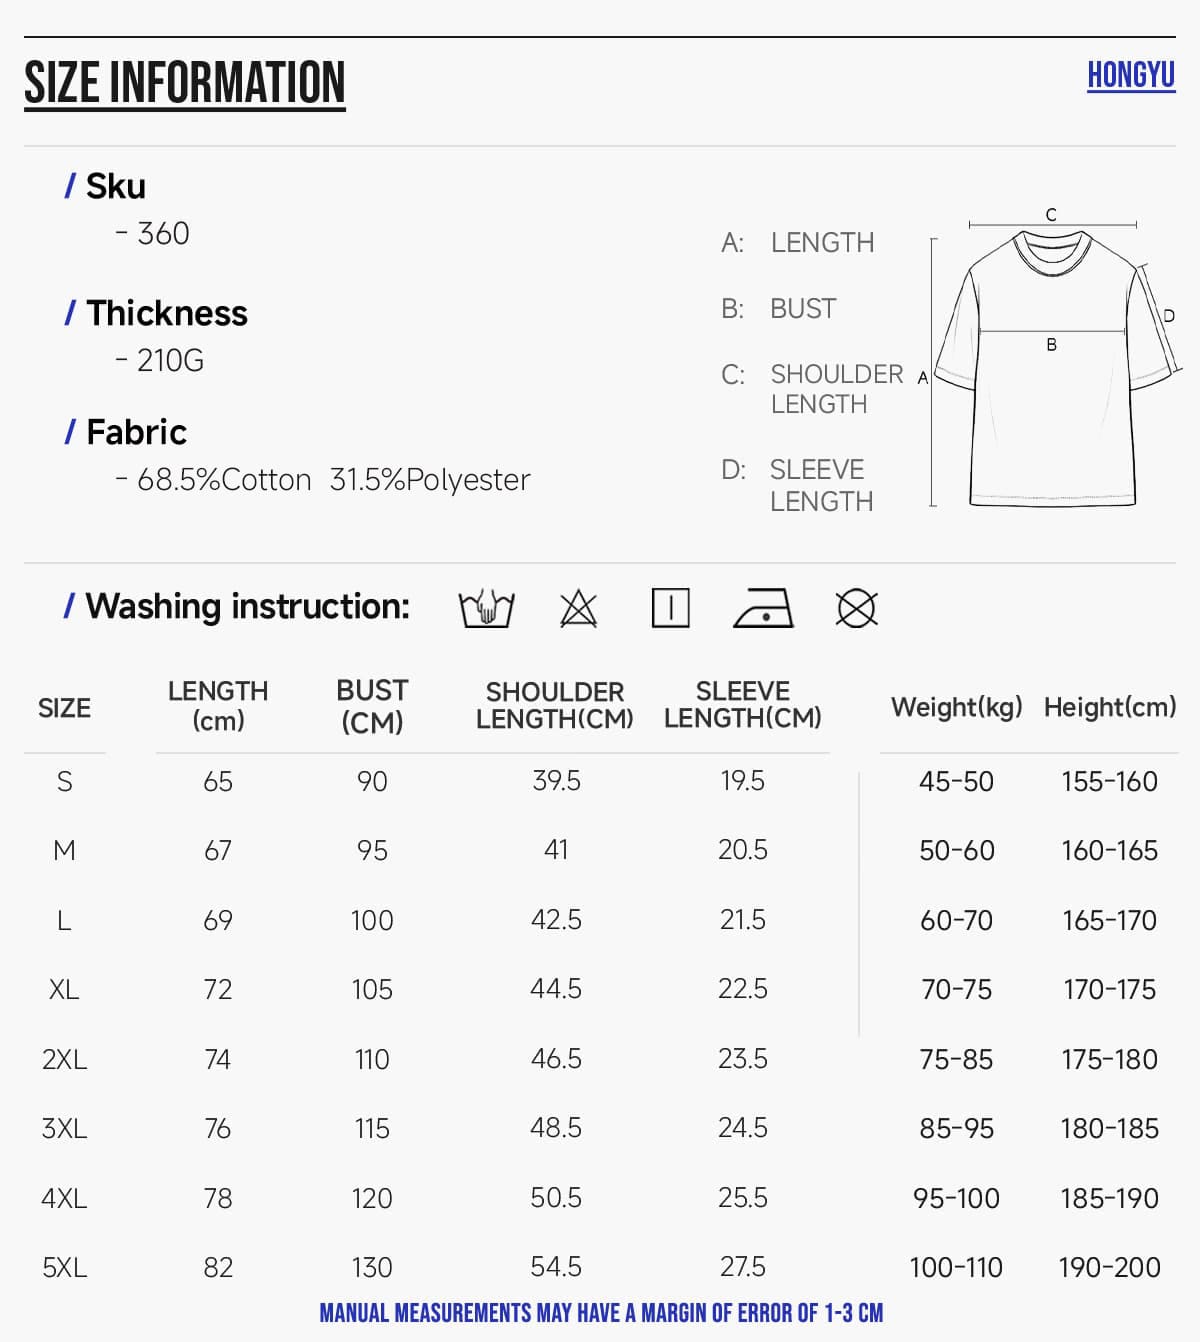 SIZE INFORMATION
HONGYU
/ Sku
- 360
/ Thickness
- 210G
/ Fabric
- 68.5%Cotton 31.5%Polyester
A: LENGTH
B: BUST
C: SHOULDER
LENGTH
D: SLEEVE
LENGTH
C
D
B
A
/ Washing instruction:
SIZE LENGTH (cm) BUST (CM) SHOULDER LENGTH(CM) SLEEVE LENGTH(CM) Weight(kg) Height(cm)
S 65 90 39.5 19.5 45-50 155-160
M 67 95 41 20.5 50-60 160-165
L 69 100 42.5 21.5 60-70 165-170
XL 72 105 44.5 22.5 70-75 170-175
2XL 74 110 46.5 23.5 75-85 175-180
3XL 76 115 48.5 24.5 85-95 180-185
4XL 78 120 50.5 25.5 95-100 185-190
5XL 82 130 54.5 27.5 100-110 190-200
MANUAL MEASUREMENTS MAY HAVE A MARGIN OF ERROR OF 1-3 CM